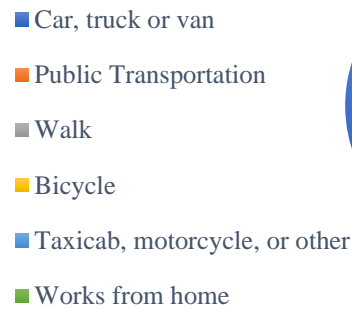 Car, truck or van
Public Transportation
Walk
Bicycle
Taxicab, motorcycle, or other
Works from home